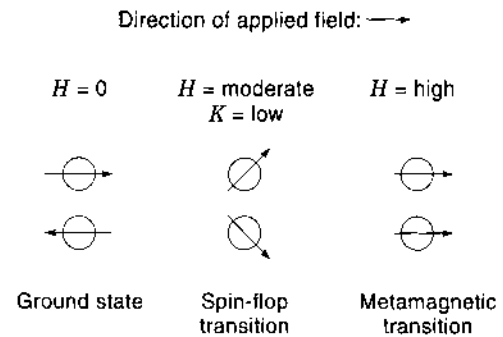 Direction of applied field:
H = 0
H = moderate
K = low
H = high
Ground state
Spin-flop
transition
Metamagnetic
transition